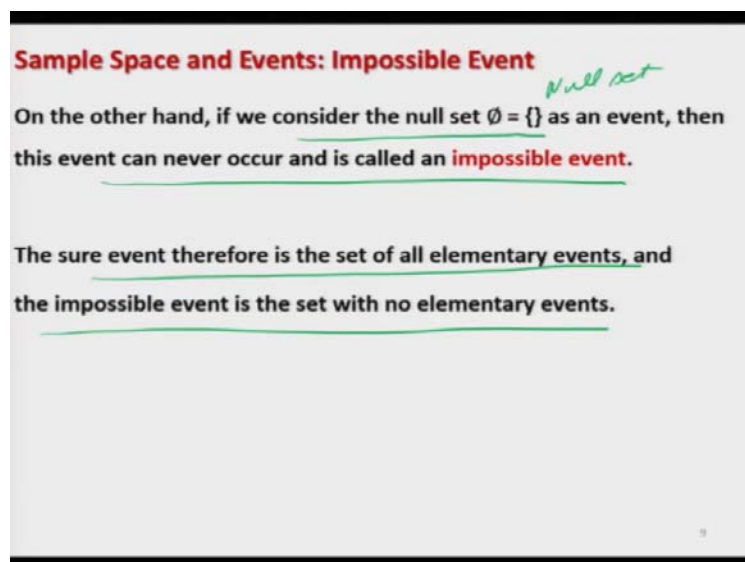 Sample Space and Events: Impossible Event
Null set
On the other hand, if we consider the null set Ø = {} as an event, then
this event can never occur and is called an impossible event.
The sure event therefore is the set of all elementary events, and
the impossible event is the set with no elementary events.
9